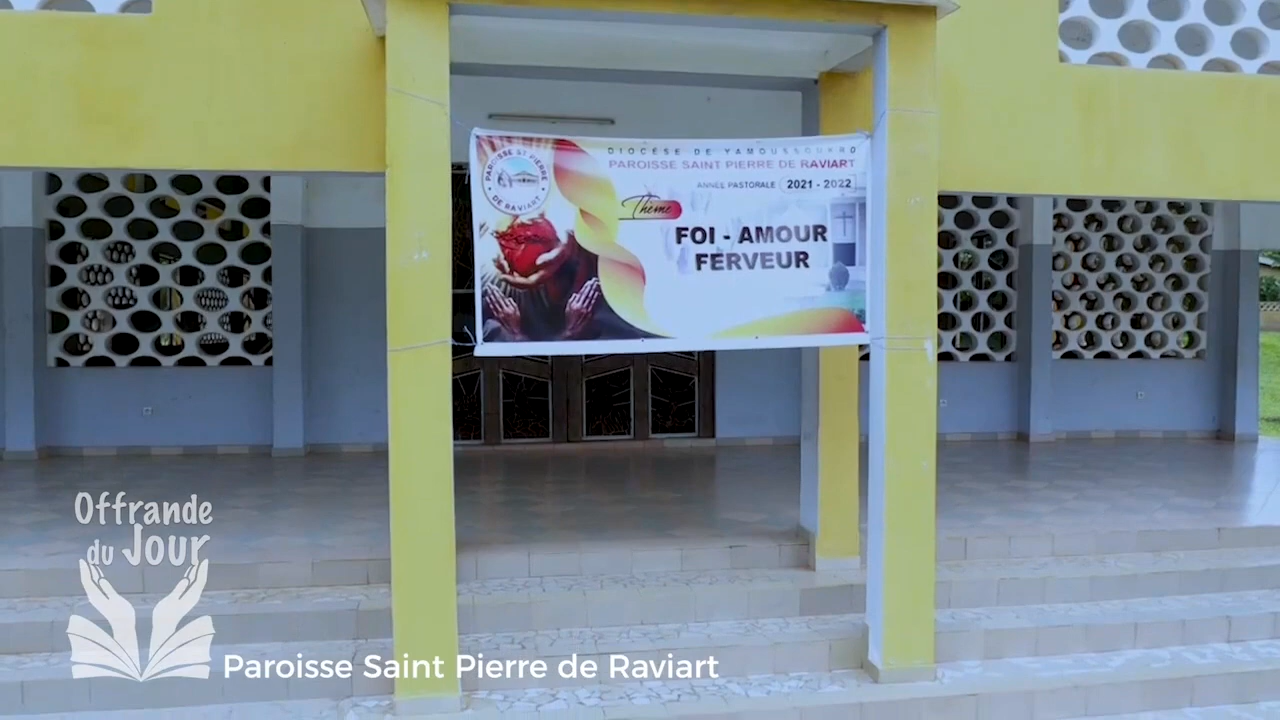 DIOCÈSE DE YAMOUSSOUKRO
PAROISSE SAINT PIERRE DE RAVIART
ANNÉE PASTORALE 2021 - 2022
Thème
FOI - AMOUR
FERVEUR
PAROISSE ST PIERRE
DE RAVIART
Offrande
du Jour
Paroisse Saint Pierre de Raviart